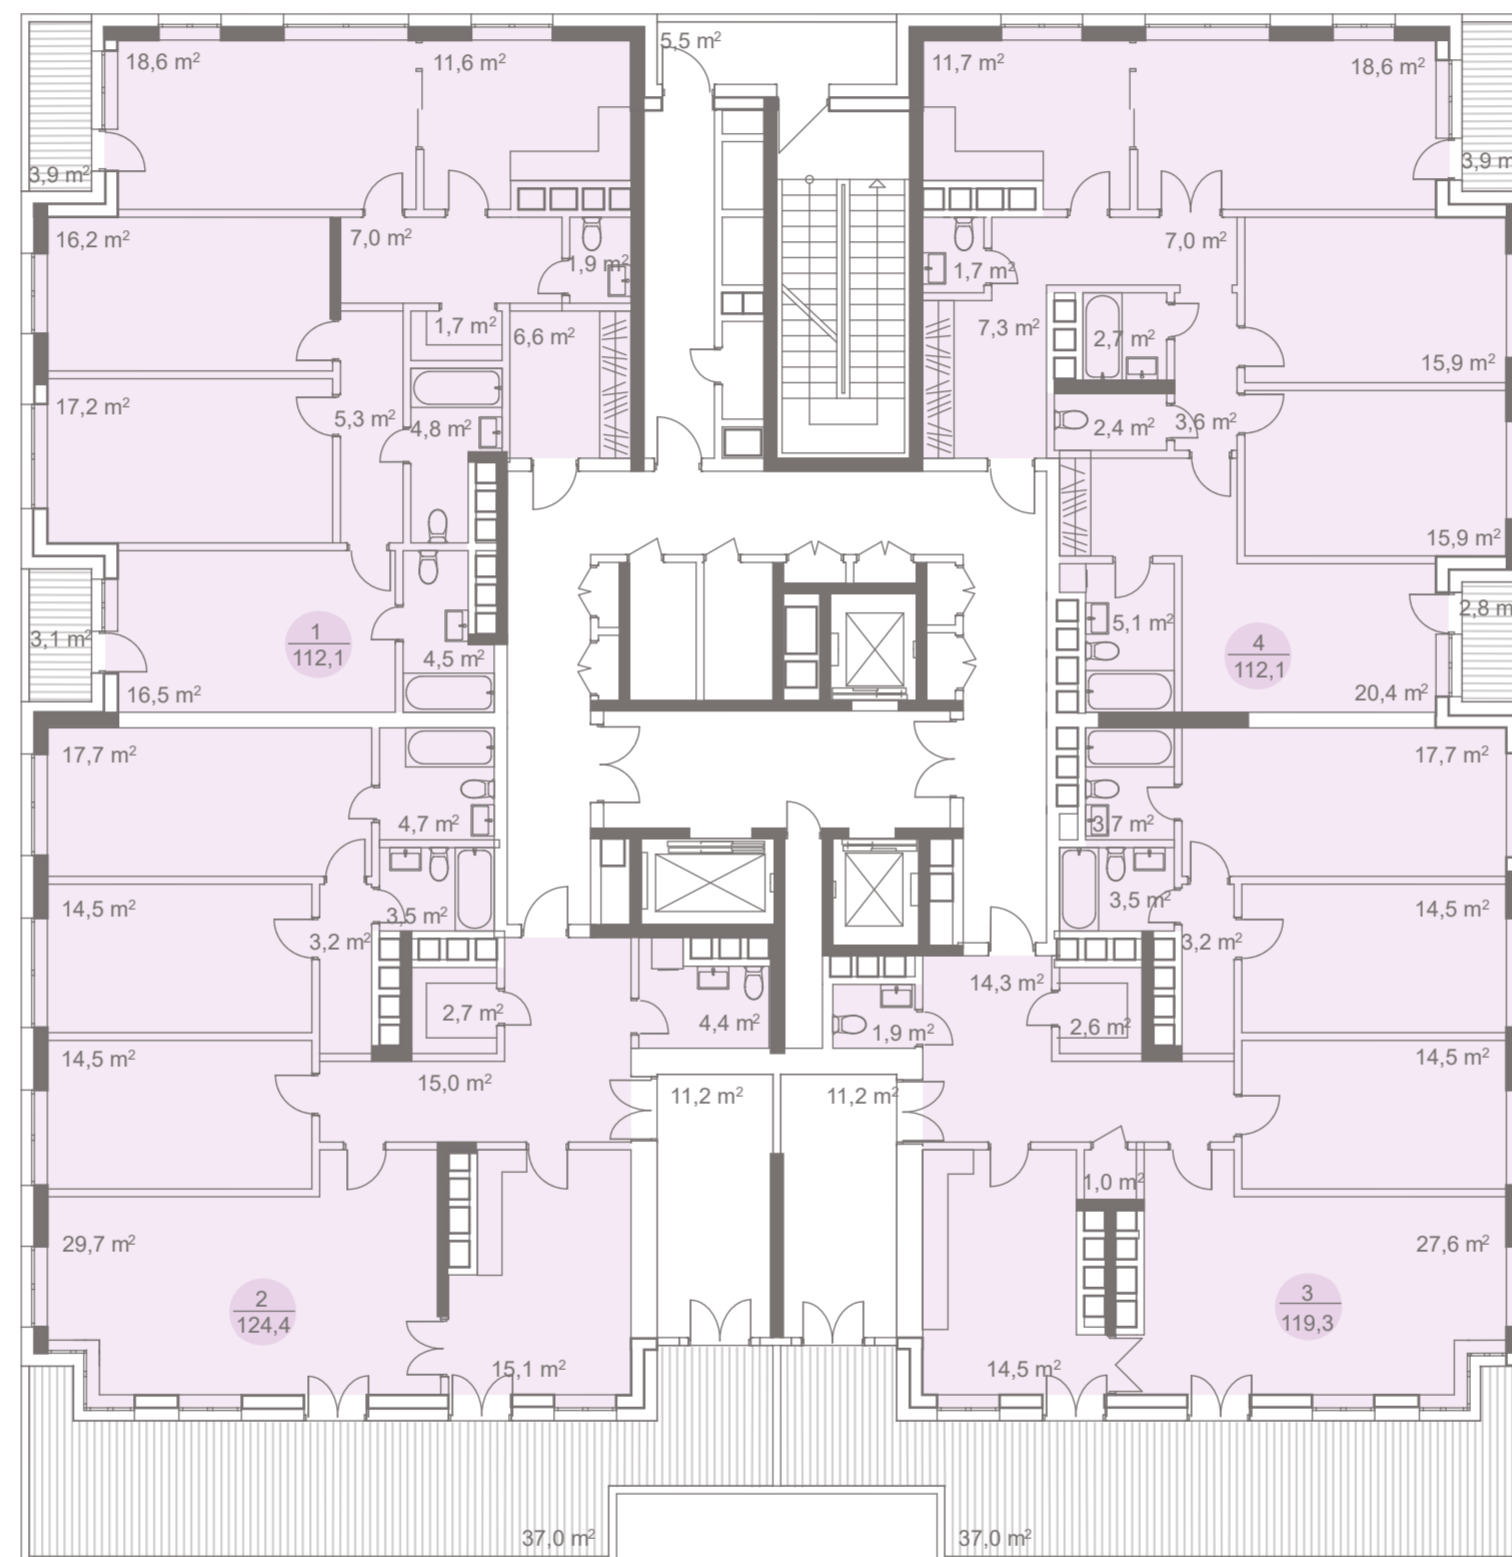 5,5 m²
18,6 m²
11,6 m²
11,7 m²
18,6 m²
3,9 m²
3,9 m
16,2 m²
7,0 m²
1,9 m²
1,7 m²
7,0 m²
1,7 m²
6,6 m²
7,3 m²
2,7 m²
15,9 m²
17,2 m²
5,3 m²
4,8 m²
2,4 m²
3,6 m²
15,9 m²
3,1 m²
1
112,1
4,5 m²
16,5 m²
5,1 m²
4
112,1
2,8 m
20,4 m²
17,7 m²
4,7 m²
3,7 m²
17,7 m²
14,5 m²
3,5 m²
3,2 m²
3,5 m²
3,2 m²
14,5 m²
2,7 m²
4,4 m²
1,9 m²
14,3 m²
2,6 m²
14,5 m²
15,0 m²
11,2 m²
11,2 m²
14,5 m²
1,0 m²
29,7 m²
2
124,4
15,1 m²
14,5 m²
27,6 m²
3
119,3
37,0 m²
37,0 m²